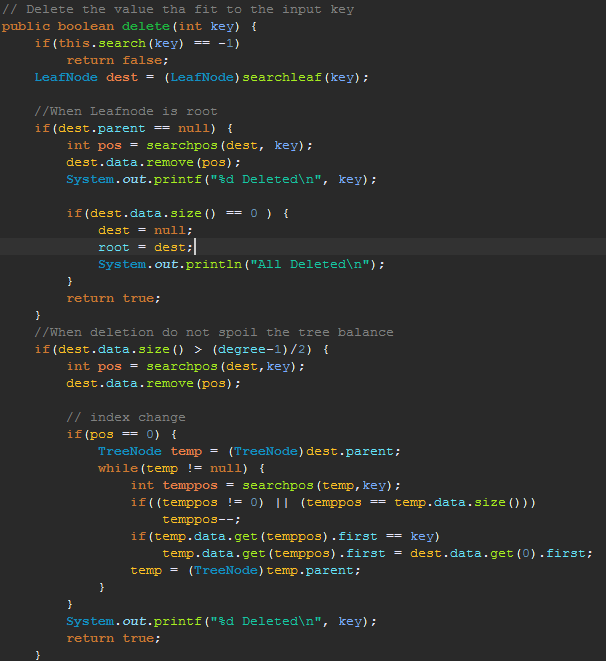 // Delete the value tha fit to the input key
public boolean delete(int key) {
    if(this.search(key) == -1)
        return false;
    LeafNode dest = (LeafNode)searchleaf(key);

    //When Leafnode is root
    if(dest.parent == null) {
        int pos = searchpos(dest, key);
        dest.data.remove(pos);
        System.out.printf("%d Deleted\n", key);

        if(dest.data.size() == 0 ) {
            dest = null;
            root = dest;
            System.out.println("All Deleted\n");
        }
        return true;
    }
    //When deletion do not spoil the tree balance
    if(dest.data.size() > (degree-1)/2) {
        int pos = searchpos(dest,key);
        dest.data.remove(pos);

        // index change
        if(pos == 0) {
            TreeNode temp = (TreeNode)dest.parent;
            while(temp != null) {
                int temppos = searchpos(temp,key);
                if((temppos != 0) || (temppos == temp.data.size()))
                    temppos--;
                if(temp.data.get(temppos).first == key)
                    temp.data.get(temppos).first = dest.data.get(0).first;
                temp = (TreeNode)temp.parent;
            }
        }
        System.out.printf("%d Deleted\n", key);
        return true;
    }